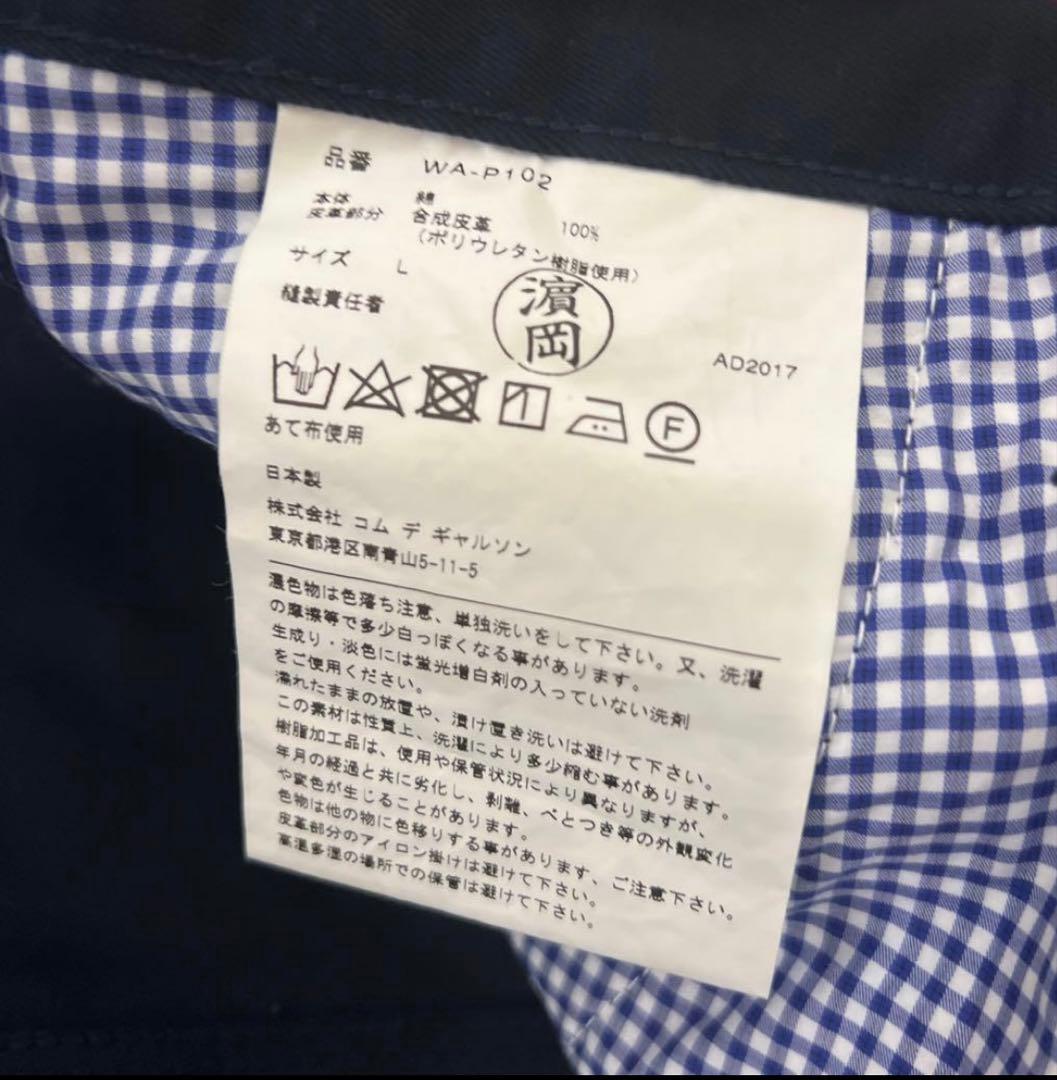 品番 WA-P102
本体 綿 100%
皮革部分 合成皮革
(ポリウレタン樹脂使用)
サイズ L
縫製責任者 濱岡
AD2017
F
あて布使用
日本製
株式会社 コム デ ギャルソン
東京都港区南青山5-11-5
濃色物は色落ち注意、単独洗いをして下さい。又、洗濯
の摩擦等で多少白っぽくなる事があります。
生成り・淡色には蛍光増白剤の入っていない洗剤
をご使用ください。
濡れたままの放置や、漬け置き洗いは避けて下さい。
この素材は性質上、洗濯により多少縮む事があります。
樹脂加工品は、使用や保管状況により異なりますが、
年月の経過と共に劣化し、剥離、べとつき等の外観変化
や変色が生じることがあります。
色物は他の物に色移りする事があります、ご注意下さい。
皮革部分のアイロン掛けは避けて下さい。
高温多湿の場所での保管は避けて下さい。